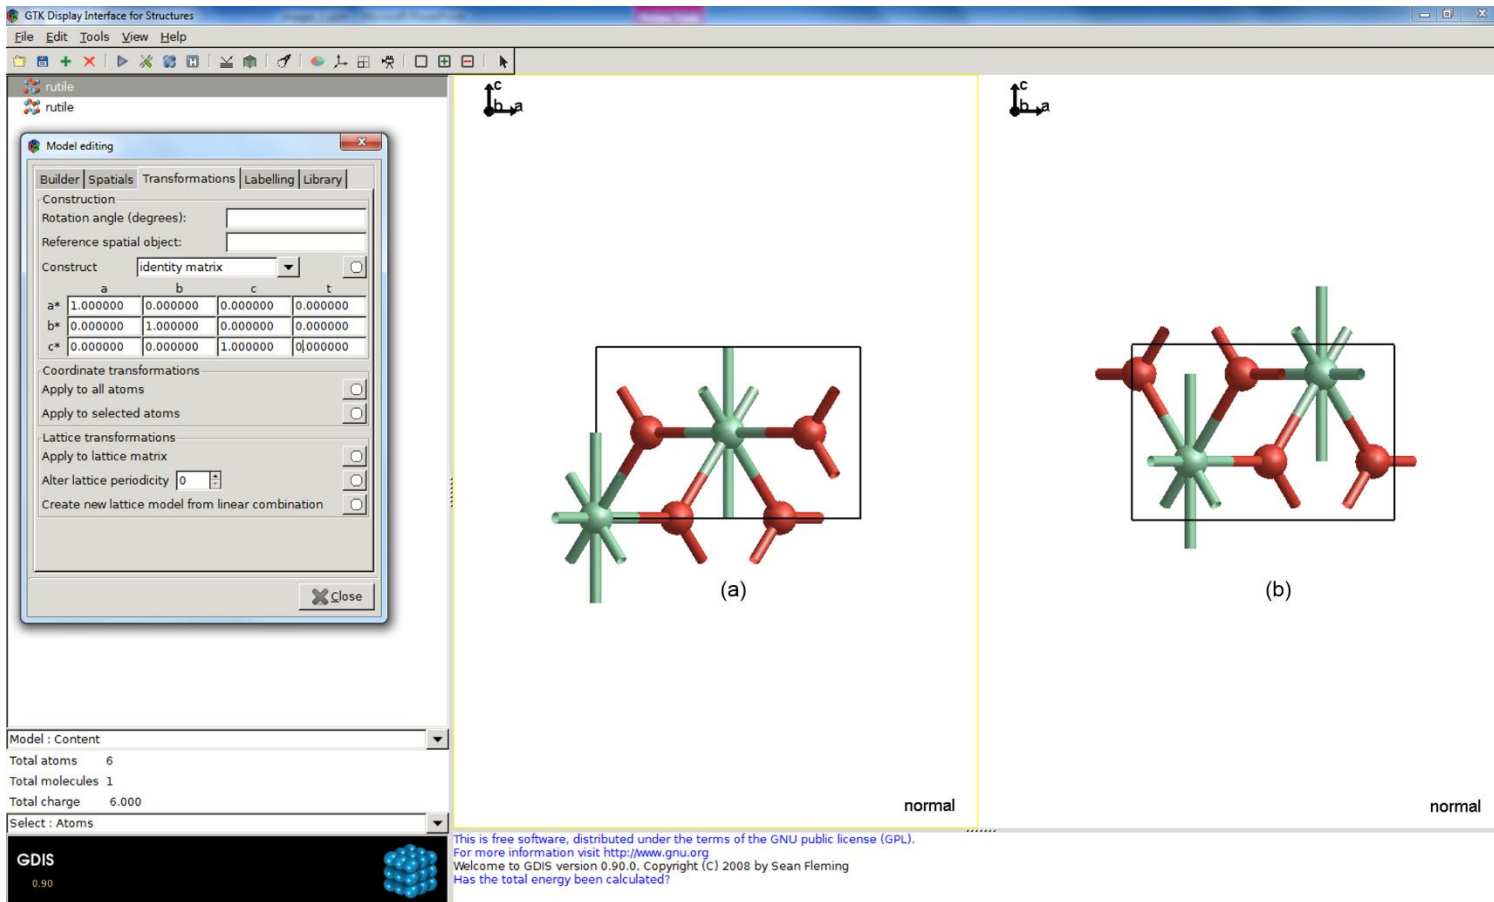 GTK Display Interface for Structures
File Edit Tools View Help
rutile
rutile
Model editing
Builder Spatials Transformations Labelling Library
Construction
Rotation angle (degrees):
Reference spatial object:
Construct identity matrix
a b c t
a* 1.000000 0.000000 0.000000 0.000000
b* 0.000000 1.000000 0.000000 0.000000
c* 0.000000 0.000000 1.000000 0.000000
Coordinate transformations
Apply to all atoms
Apply to selected atoms
Lattice transformations
Apply to lattice matrix
Alter lattice periodicity 0
Create new lattice model from linear combination
Close
c
b a
(a)
normal
c
b a
(b)
normal
Model : Content
Total atoms 6
Total molecules 1
Total charge 6.000
Select : Atoms
GDIS
0.90
This is free software, distributed under the terms of the GNU public license (GPL).
For more information visit http://www.gnu.org
Welcome to GDIS version 0.90.0, Copyright (C) 2008 by Sean Fleming
Has the total energy been calculated?